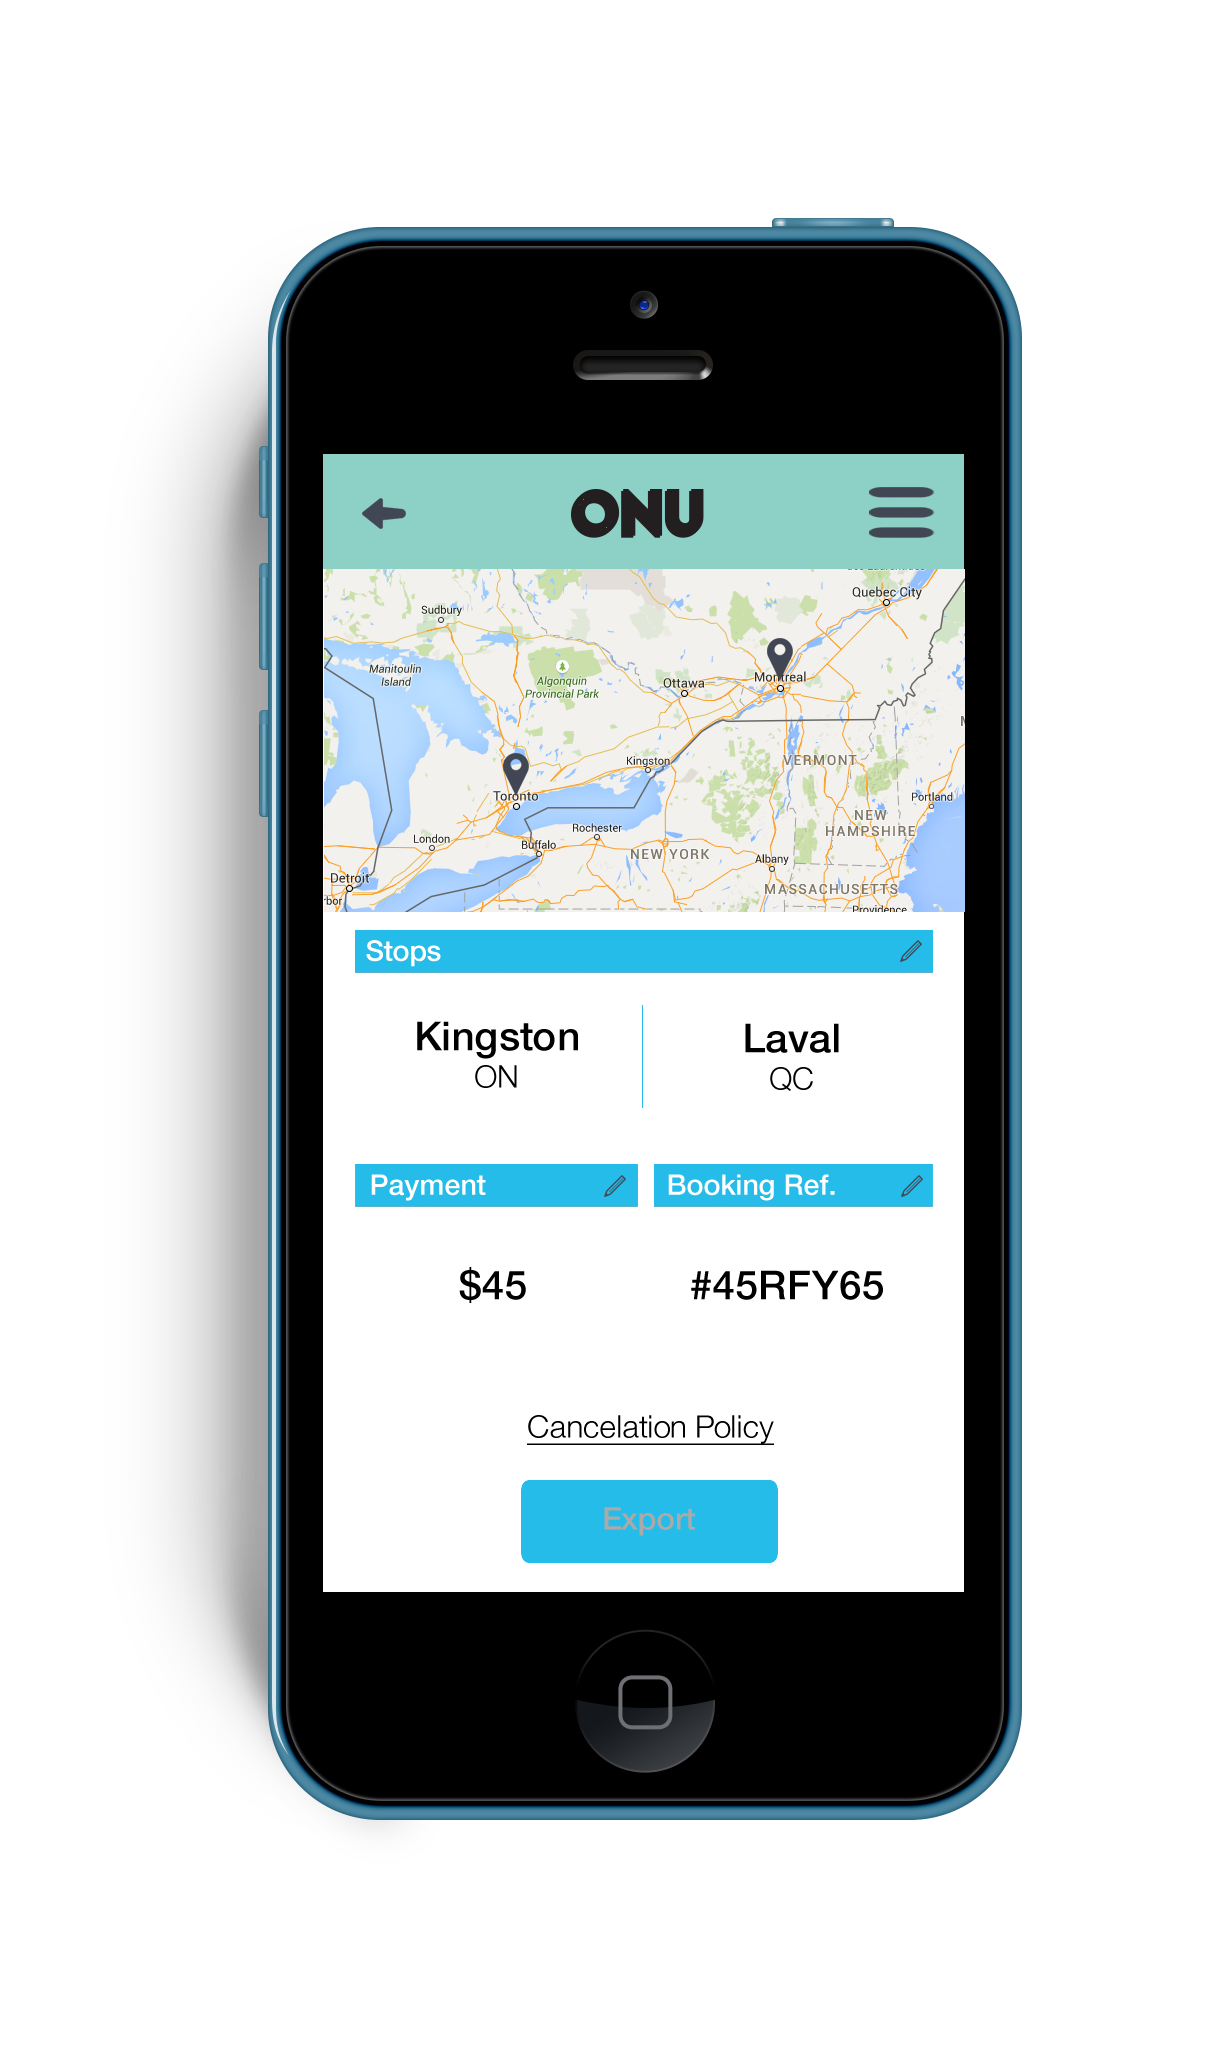 ONU
Quebec City
Sudbury
Manitoulin
Island
Algonquin
Provincial Park
Ottawa
Montreal
Kingston
VERMONT
Toronto
Portland
NEW
HAMPSHIRE
London
Rochester
Buffalo
NEW YORK
Albany
Detroit
MASSACHUSETTS
rbor
Providence
Stops
Kingston
ON
Laval
QC
Payment
Booking Ref.
$45
#45RFY65
Cancelation Policy
Export